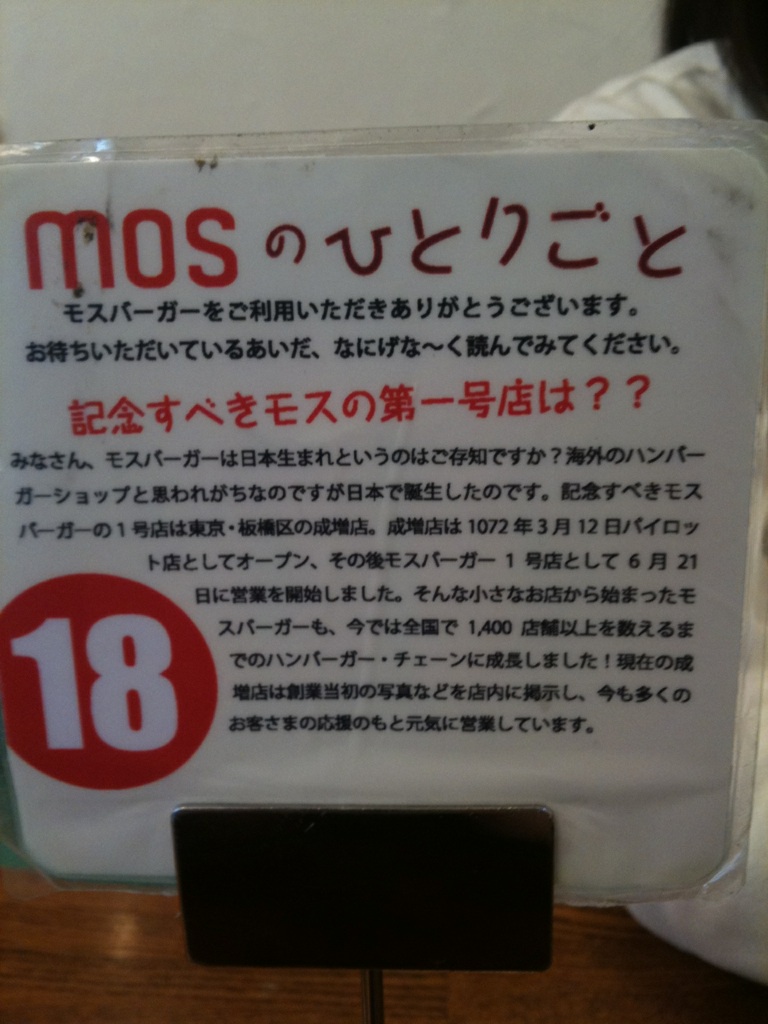 mosのひとりごと
モスバーガーをご利用いただきありがとうございます。
お待ちいただいているあいだ、なにげな～く読んでみてください。
記念すべきモスの第一号店は？？
みなさん、モスバーガーは日本生まれというのはご存知ですか？海外のハンバー
ガーショップと思われがちなのですが日本で誕生したのです。記念すべきモス
バーガーの1号店は東京・板橋区の成増店。成増店は1072年3月12日パイロッ
ト店としてオープン、その後モスバーガー 1 号店として 6 月 21
日に営業を開始しました。そんな小さなお店から始まったモ
スバーガーも、今では全国で 1,400 店舗以上を数えるま
でのハンバーガー・チェーンに成長しました！現在の成
増店は創業当初の写真などを店内に掲示し、今も多くの
お客さまの応援のもと元気に営業しています。
18